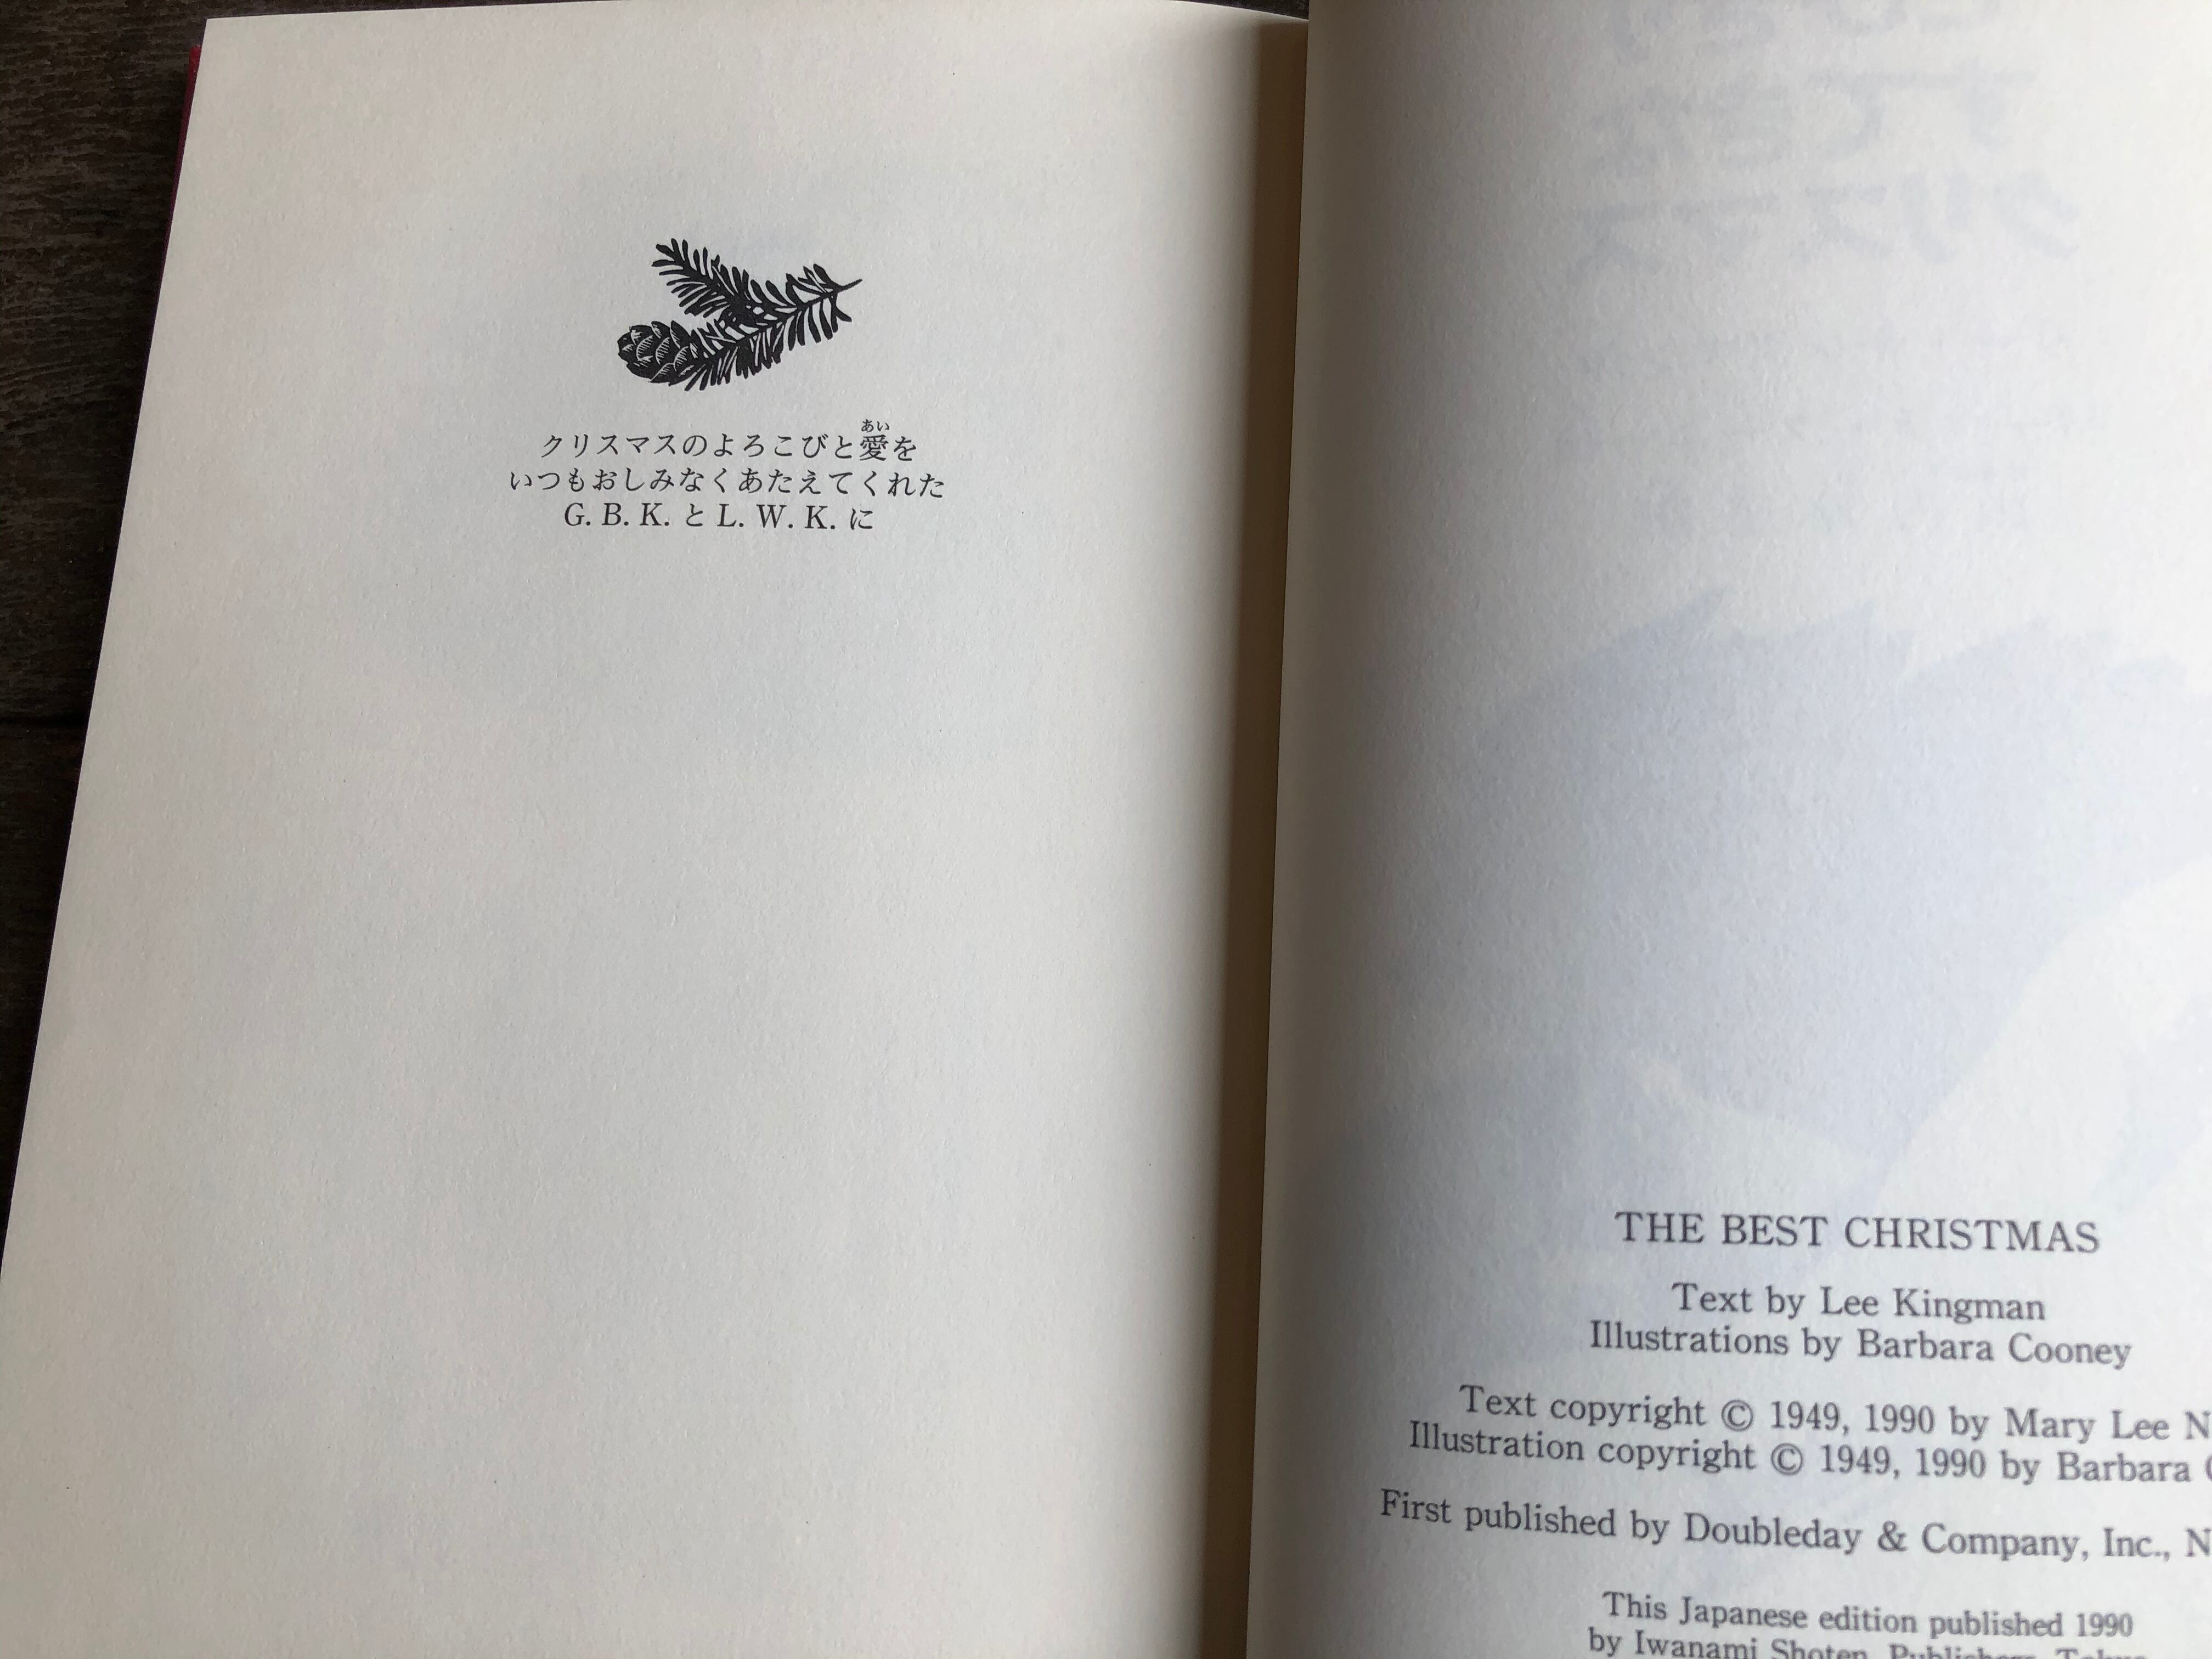 クリスマスのよろこびと愛を
あい
いつもおしみなくあたえてくれた
G. B. K. と L. W. K. に
THE BEST CHRISTMAS
Text by Lee Kingman
Illustrations by Barbara Cooney
Text copyright © 1949, 1990 by Mary Lee N
Illustration copyright © 1949, 1990 by Barbara
First published by Doubleday & Company, Inc., N
This Japanese edition published 1990
by Iwanami Shoten, Publishers, Tokyo